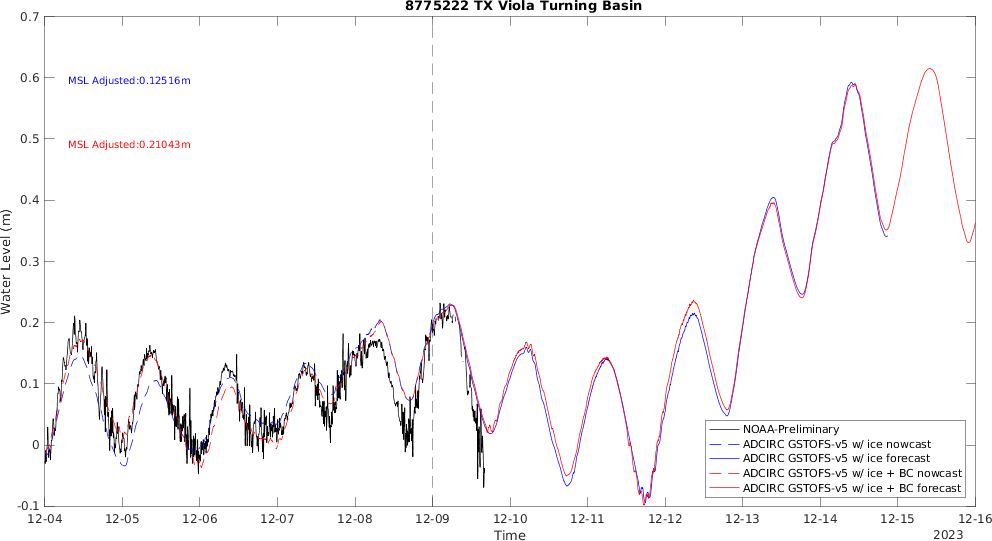 8775222 TX Viola Turning Basin
0.7
0.6
0.5
0.4
0.3
0.2
0.1
0
-0.1
Water Level (m)
MSL Adjusted:0.12516m
MSL Adjusted:0.21043m
NOAA-Preliminary
ADCIRC GSTOFS-v5 w/ ice nowcast
ADCIRC GSTOFS-v5 w/ ice forecast
ADCIRC GSTOFS-v5 w/ ice + BC nowcast
ADCIRC GSTOFS-v5 w/ ice + BC forecast
12-04 12-05 12-06 12-07 12-08 12-09 12-10 12-11 12-12 12-13 12-14 12-15 12-16
Time
2023